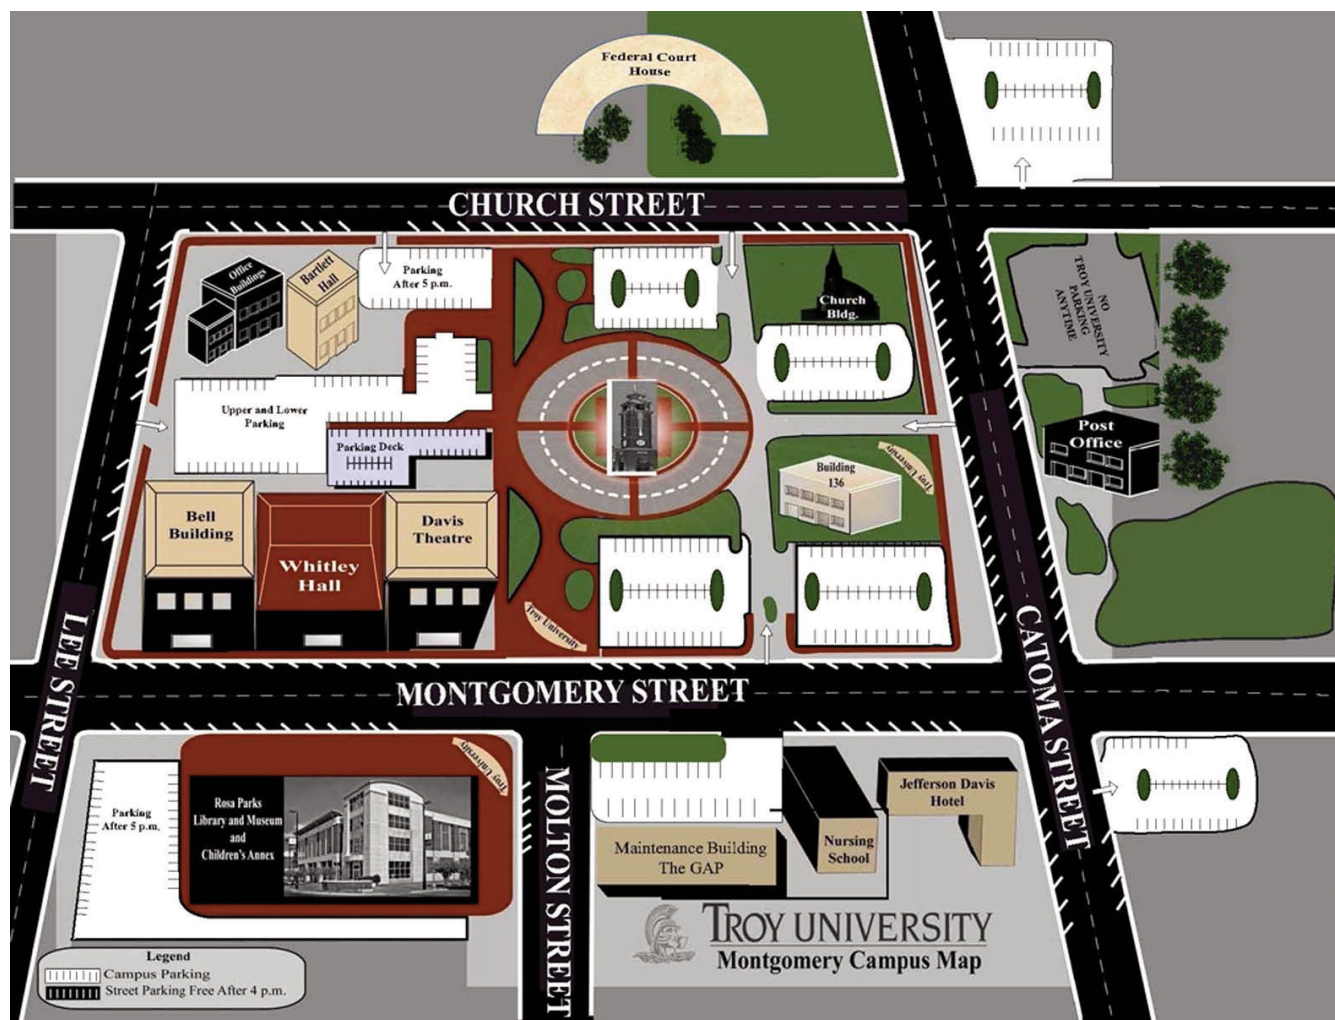 Federal Court
House
CHURCH STREET
Office
Buildings
Bartlett
Hall
Parking
After 5 p.m.
Church
Bldg.
NO
TROY UNIVERSITY
PARKING
ANYTIME
Upper and Lower
Parking
Parking Deck
Post
Office
Building
136
Troy University
Bell
Building
Whitley
Hall
Davis
Theatre
Troy University
LEE STREET
MONTGOMERY STREET
CATOMA STREET
Parking
After 5 p.m.
Rosa Parks
Library and Museum
and
Children's Annex
Troy University
MOLTON STREET
Maintenance Building
The GAP
Nursing
School
Jefferson Davis
Hotel
TROY UNIVERSITY
Montgomery Campus Map
Legend
Campus Parking
Street Parking Free After 4 p.m.